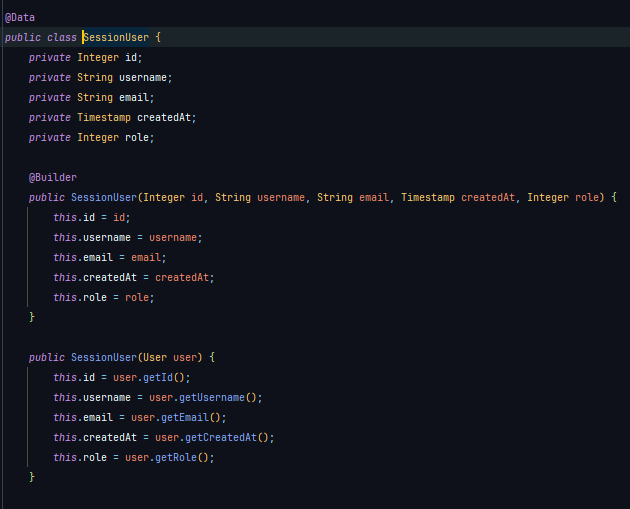 @Data
public class SessionUser {
private Integer id;
private String username;
private String email;
private Timestamp createdAt;
private Integer role;
@Builder
public SessionUser(Integer id, String username, String email, Timestamp createdAt, Integer role) {
this.id = id;
this.username = username;
this.email = email;
this.createdAt = createdAt;
this.role = role;
}
public SessionUser(User user) {
this.id = user.getId();
this.username = user.getUsername();
this.email = user.getEmail();
this.createdAt = user.getCreatedAt();
this.role = user.getRole();
}